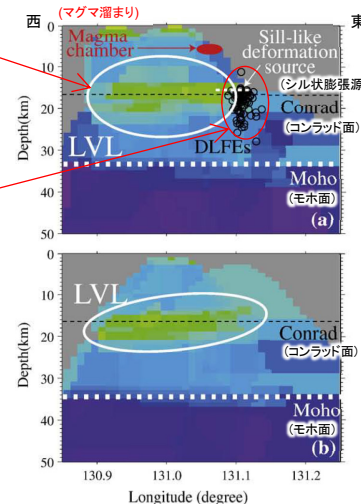 西 (マグマ溜まり) 東
Magma
chamber
Sill-like
deformation
source
(シル状膨張源
Conrad
(コンラッド面)
LVL
DLFEs
Moho
(モホ面)
(a)
Depth(km)
0
10
20
30
40
50
LVL
Conrad
(コンラッド面)
Moho
(モホ面)
(b)
Depth(km)
0
10
20
30
40
50
130.9 131.0 131.1 131.2
Longitude (degree)